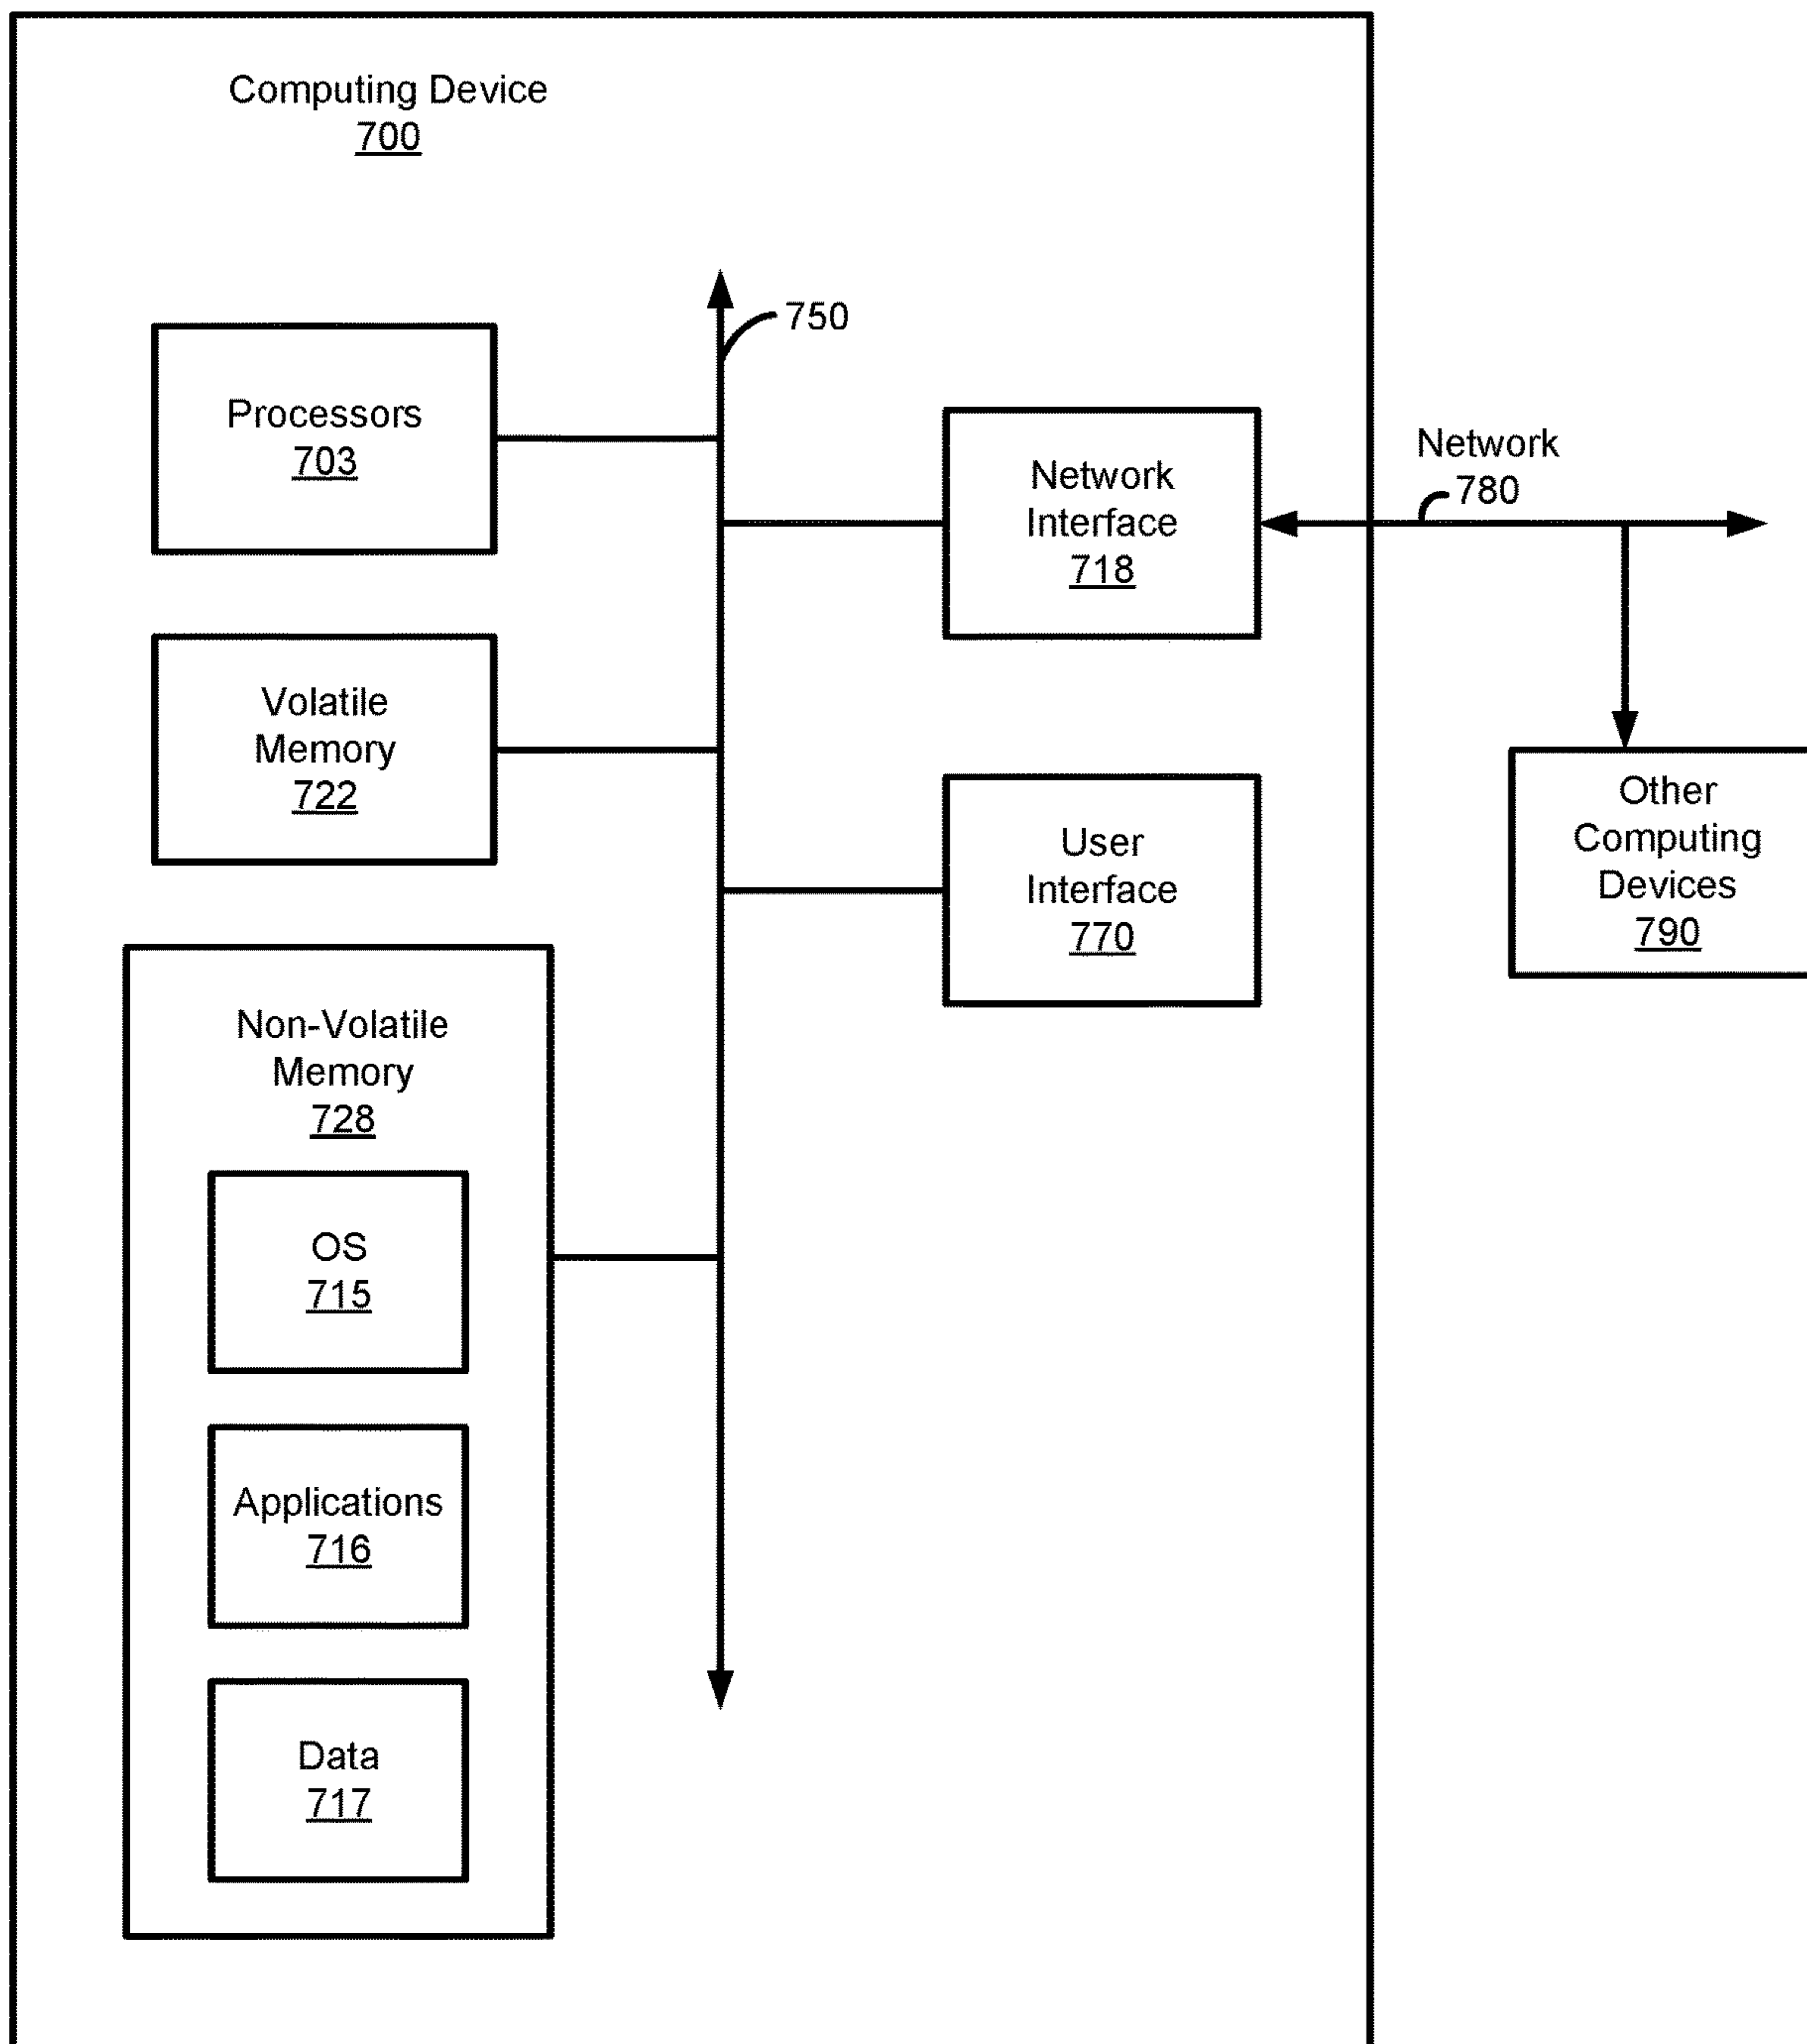 Computing Device
700
750
Processors
703
Network
Interface
718
Network
780
Volatile
Memory
722
User
Interface
770
Other
Computing
Devices
790
Non-Volatile
Memory
728
OS
715
Applications
716
Data
717